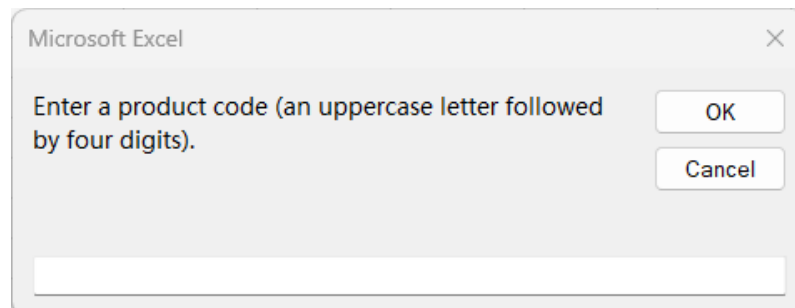 Microsoft Excel
Enter a product code (an uppercase letter followed
by four digits).
OK
Cancel